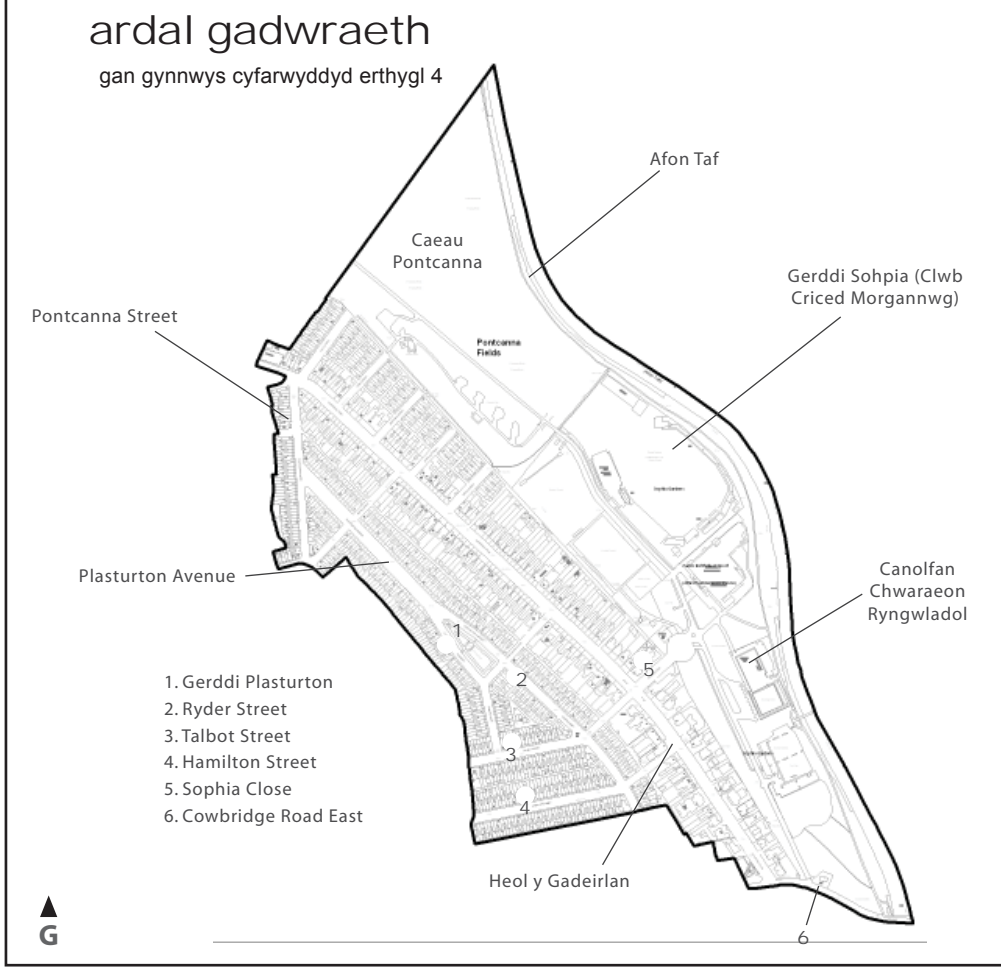 ardal gadwraeth
gan gynnwys cyfarwyddyd erthygl 4
Afon Taf
Caeau
Pontcanna
Gerddi Sohpia (Clwb
Criced Morgannwg)
Pontcanna Street
Pontcanna
Fields
Plasturton Avenue
Canolfan
Chwaraeon
Ryngwladol
1
5
2
1. Gerddi Plasturton
2. Ryder Street
3. Talbot Street
4. Hamilton Street
5. Sophia Close
6. Cowbridge Road East
3
4
Heol y Gadeirlan
G
6